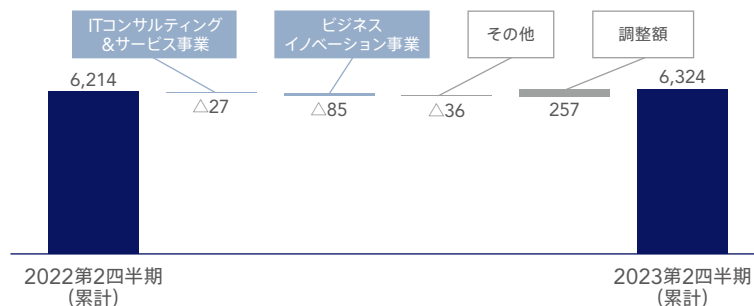 ITコンサルティング
&サービス事業
ビジネス
イノベーション事業
その他
調整額
6,214
△27
△85
△36
257
6,324
2022第2四半期
(累計)
2023第2四半期
(累計)